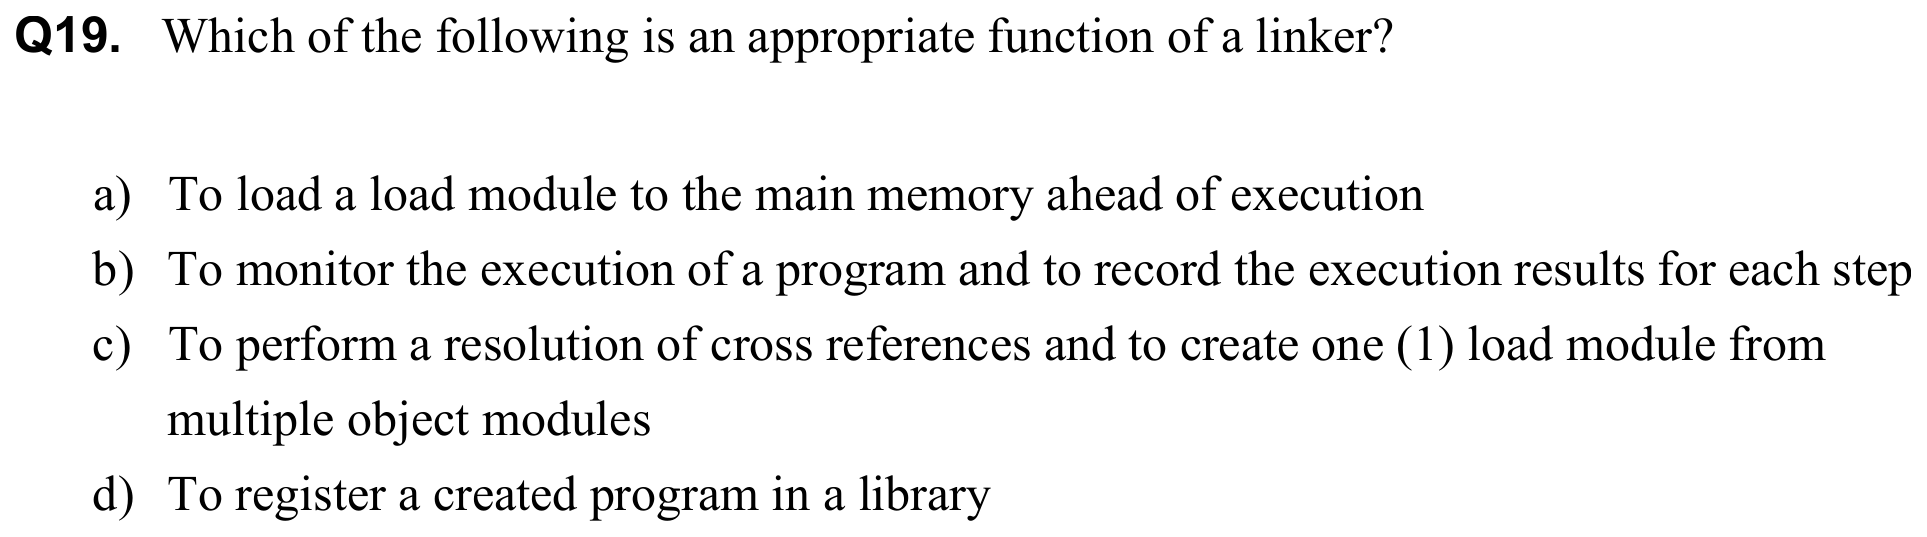 Q19. Which of the following is an appropriate function of a linker?
a) To load a load module to the main memory ahead of execution
b) To monitor the execution of a program and to record the execution results for each step
c) To perform a resolution of cross references and to create one (1) load module from
multiple object modules
d) To register a created program in a library